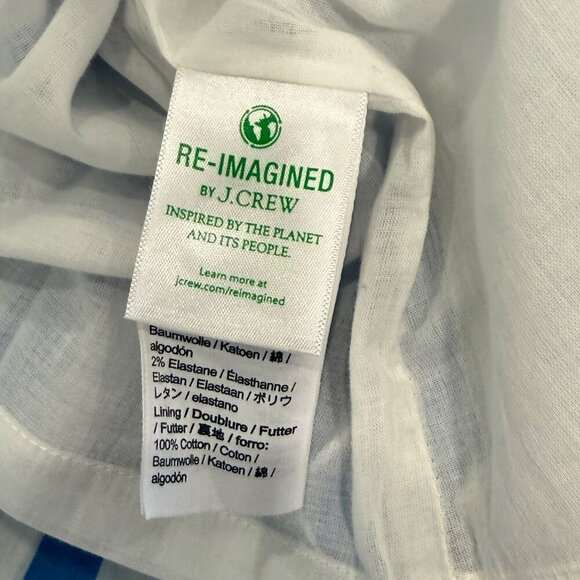 RE-IMAGINED
BY J.CREW
INSPIRED BY THE PLANET
AND ITS PEOPLE.
Learn more at
jcrew.com/reimagined
Baumwolle / Katoen / 綿 /
algodón
2% Elastane / Élasthanne /
Elastan / Elastaan / ポリウ
レタン / elastano
Lining / Doublure / Futter
/ Futter / 裏地 / forro:
100% Cotton / Coton /
Baumwolle / Katoen / 綿 /
algodón